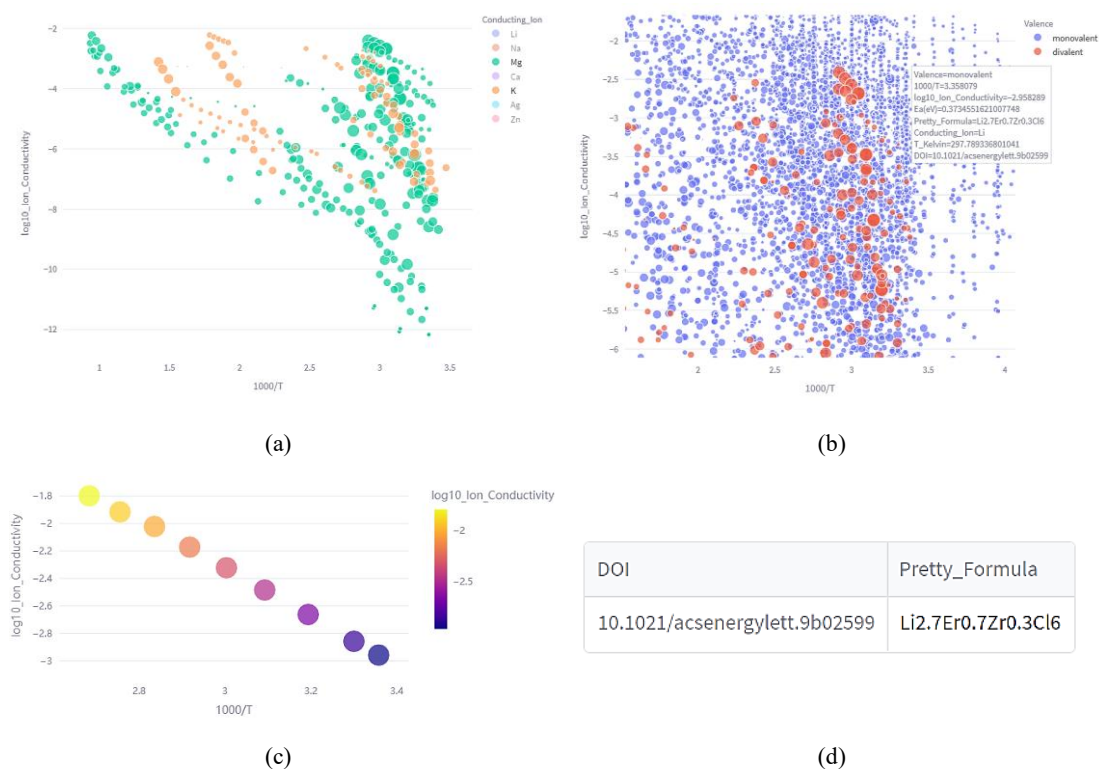 Conducting_Ion
Li
Na
Mg
Ca
K
Ag
Zn
log10_Ion_Conductivity
−2
−4
−6
−8
−10
−12
1
1.5
2
2.5
3
3.5
1000/T
(a)
Valence
monovalent
divalent
Valence=monovalent
1000/T=3.358079
log10_Ion_Conductivity=−2.958289
Ea(eV)=0.3734551621007748
Pretty_Formula=Li2.7Er0.7Zr0.3Cl6
Conducting_Ion=Li
T_Kelvin=297.789336801041
DOI=10.1021/acsenergylett.9b02599
log10_Ion_Conductivity
−2
−2.5
−3
−3.5
−4
−4.5
−5
−5.5
−6
2
2.5
3
3.5
4
1000/T
(b)
log10_Ion_Conductivity
−1.8
−2
−2.2
−2.4
−2.6
−2.8
−3
2.8
3
3.2
3.4
1000/T
log10_Ion_Conductivity
−2
−2.5
(c)
DOI Pretty_Formula
10.1021/acsenergylett.9b02599 Li2.7Er0.7Zr0.3Cl6
(d)